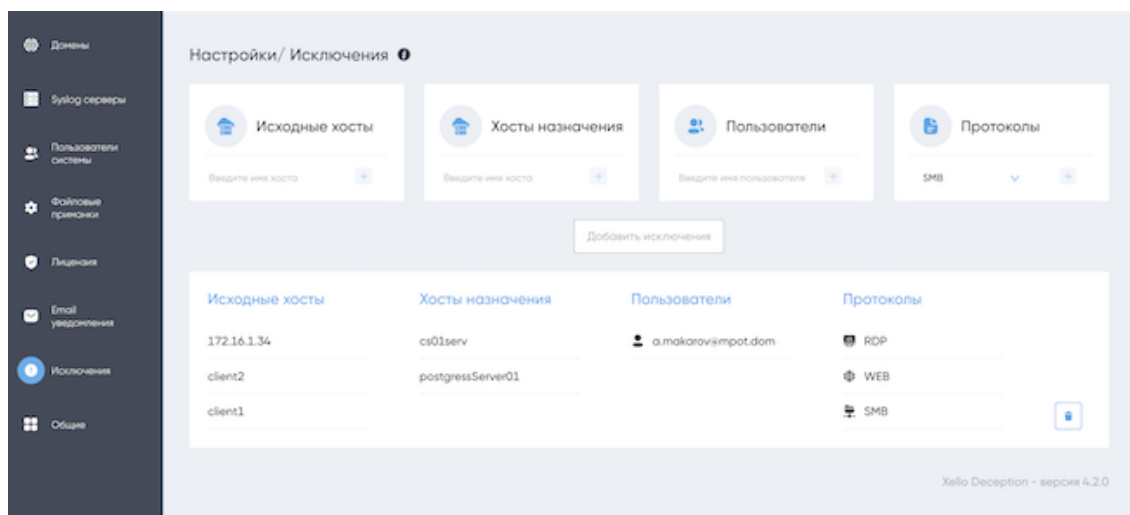 Домены
Syslog серверы
Пользователи
системы
Файловые
приманки
Лицензия
Email
уведомления
Исключения
Общие
Настройки/ Исключения
Исходные хосты
Введите имя хоста
Хосты назначения
Введите имя хоста
Пользователи
Введите имя пользователя
Протоколы
SMB
Добавить исключения
Исходные хосты
Хосты назначения
Пользователи
Протоколы
172.16.1.34
cs01serv
a.makarov@mpot.dom
RDP
client2
postgressServer01
WEB
client1
SMB
Xello Deception - версия 4.2.0